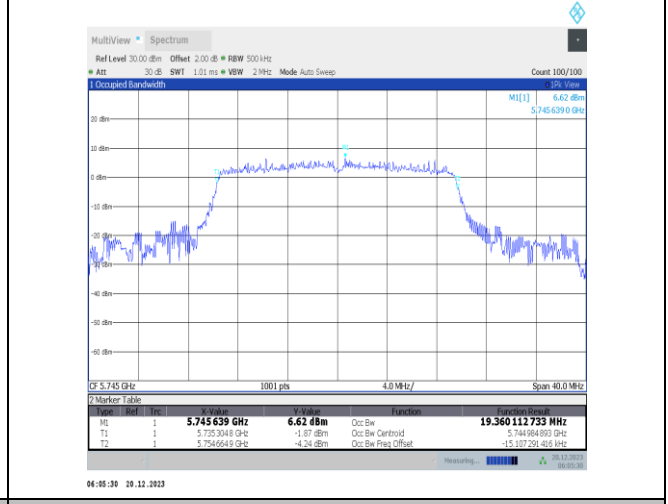 MultiView Spectrum
Ref Level 30.00 dBm Offset 2.00 dB RBW 500 kHz
Att 30 dB SWT 1.01 ms VBW 2 MHz Mode Auto Sweep Count 100/100
1 Occupied Bandwidth 1Pk View
M1[1] 6.62 dBm
5.7456390 GHz
20 dBm
10 dBm
M1
0 dBm
-10 dBm
-20 dBm
-30 dBm
-40 dBm
-50 dBm
-60 dBm
CF 5.745 GHz 1001 pts 4.0 MHz/ Span 40.0 MHz
2 Marker Table
Type Ref Trc X-Value Y-Value Function Function Result
M1 1 5.745 639 GHz 6.62 dBm Occ Bw 19.360 112 733 MHz
T1 1 5.735 304 8 GHz -1.87 dBm Occ Bw Centroid 5.744 984 893 GHz
T2 1 5.754 664 9 GHz -4.24 dBm Occ Bw Freq Offset -15.107 291 416 kHz
Measuring... 20.12.2023
06:05:30
06:05:30 20.12.2023